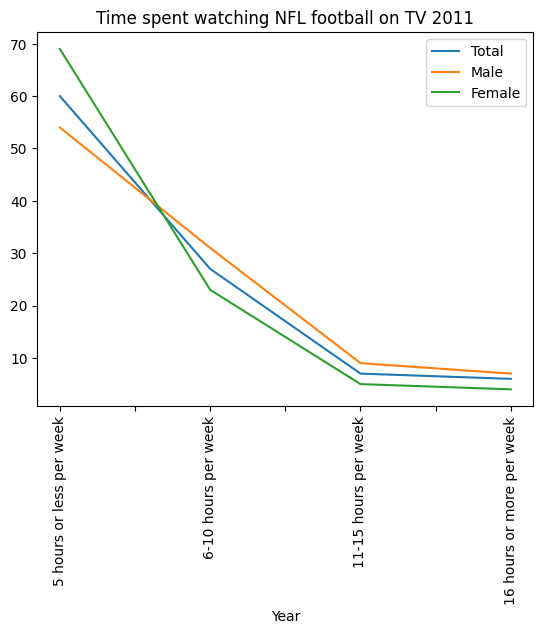 Time spent watching NFL football on TV 2011
Total
Male
Female
70
60
50
40
30
20
10
5 hours or less per week
6-10 hours per week
11-15 hours per week
16 hours or more per week
Year